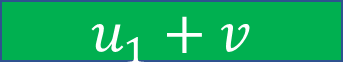 u₁ + v